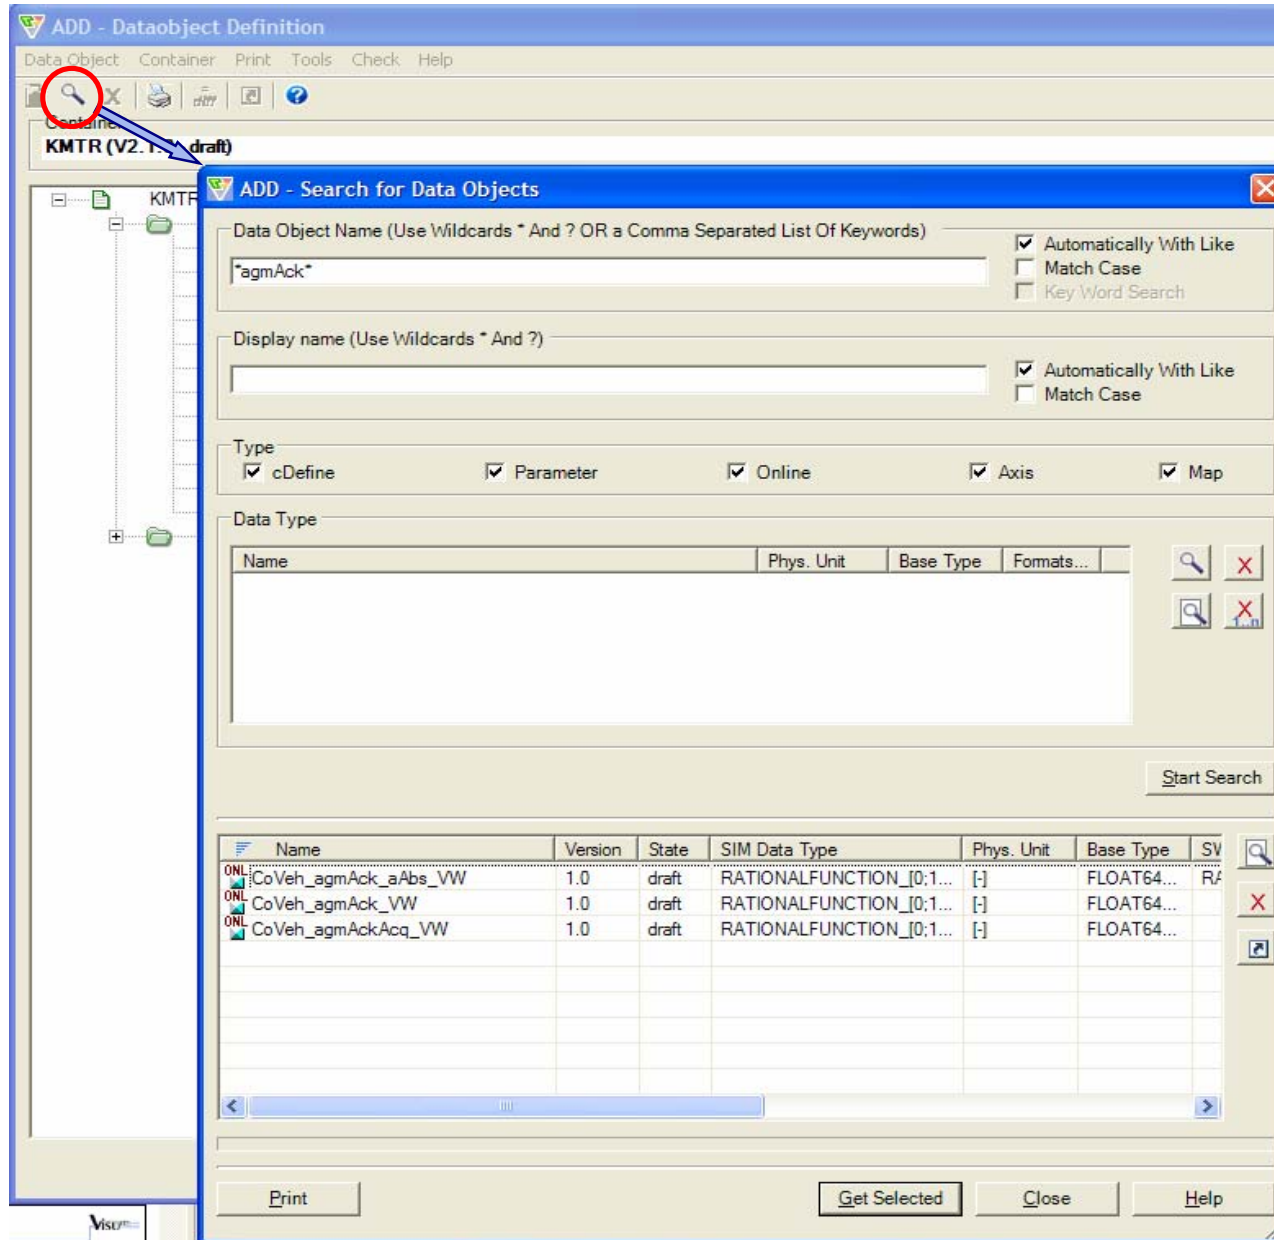 ADD - Dataobject Definition
Data Object Container Print Tools Check Help
diff
Container
KMTR (V2. draft)
KMTR
ADD - Search for Data Objects
Data Object Name (Use Wildcards * And ? OR a Comma Separated List Of Keywords)
Automatically With Like
*agmAck*
Match Case
Key Word Search
Display name (Use Wildcards * And ?)
Automatically With Like
Match Case
Type
cDefine Parameter Online Axis Map
Data Type
Name Phys. Unit Base Type Formats...
1...n
Start Search
Name Version State SIM Data Type Phys. Unit Base Type
ONL CoVeh_agmAck_aAbs_VW 1.0 draft RATIONALFUNCTION_[0;1... [-] FLOAT64...
ONL CoVeh_agmAck_VW 1.0 draft RATIONALFUNCTION_[0;1... [-] FLOAT64...
ONL CoVeh_agmAckAcq_VW 1.0 draft RATIONALFUNCTION_[0;1... [-] FLOAT64...
Print Get Selected Close Help